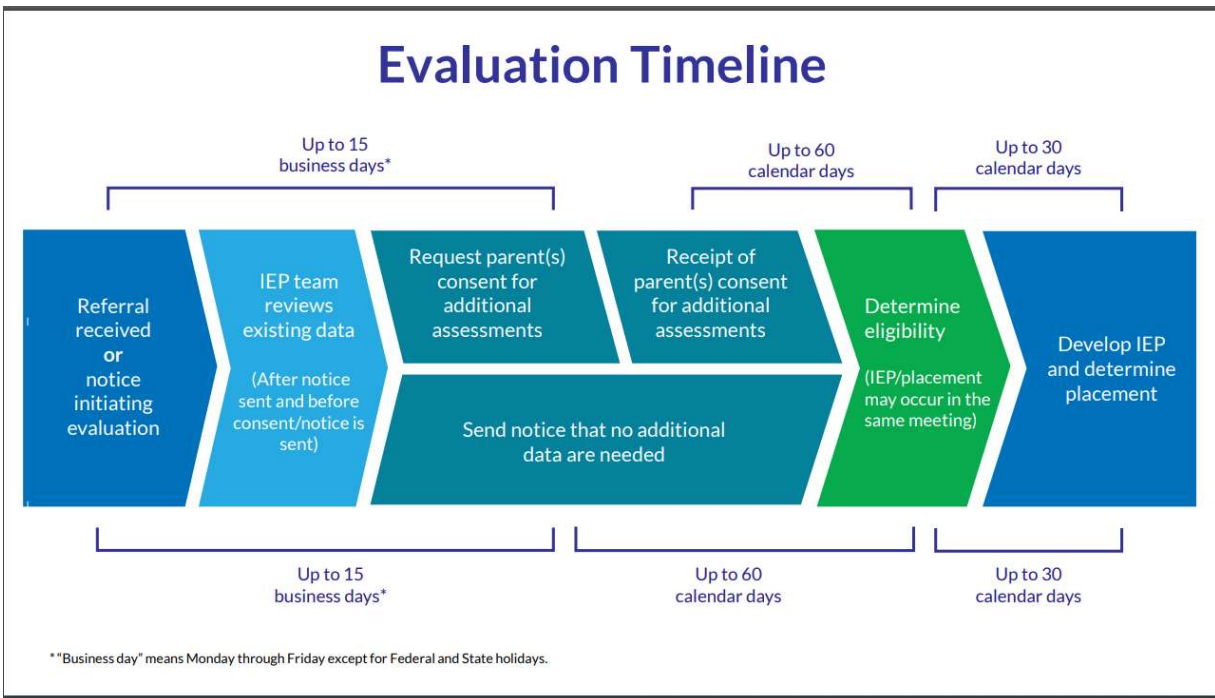 Evaluation Timeline
Up to 15
business days*
Up to 60
calendar days
Up to 30
calendar days
Referral
received
or
notice
initiating
evaluation
IEP team
reviews
existing data
(After notice
sent and before
consent/notice is
sent)
Request parent(s)
consent for
additional
assessments
Receipt of
parent(s) consent
for additional
assessments
Send notice that no additional
data are needed
Determine
eligibility
(IEP/placement
may occur in the
same meeting)
Develop IEP
and determine
placement
Up to 15
business days*
Up to 60
calendar days
Up to 30
calendar days
* "Business day" means Monday through Friday except for Federal and State holidays.